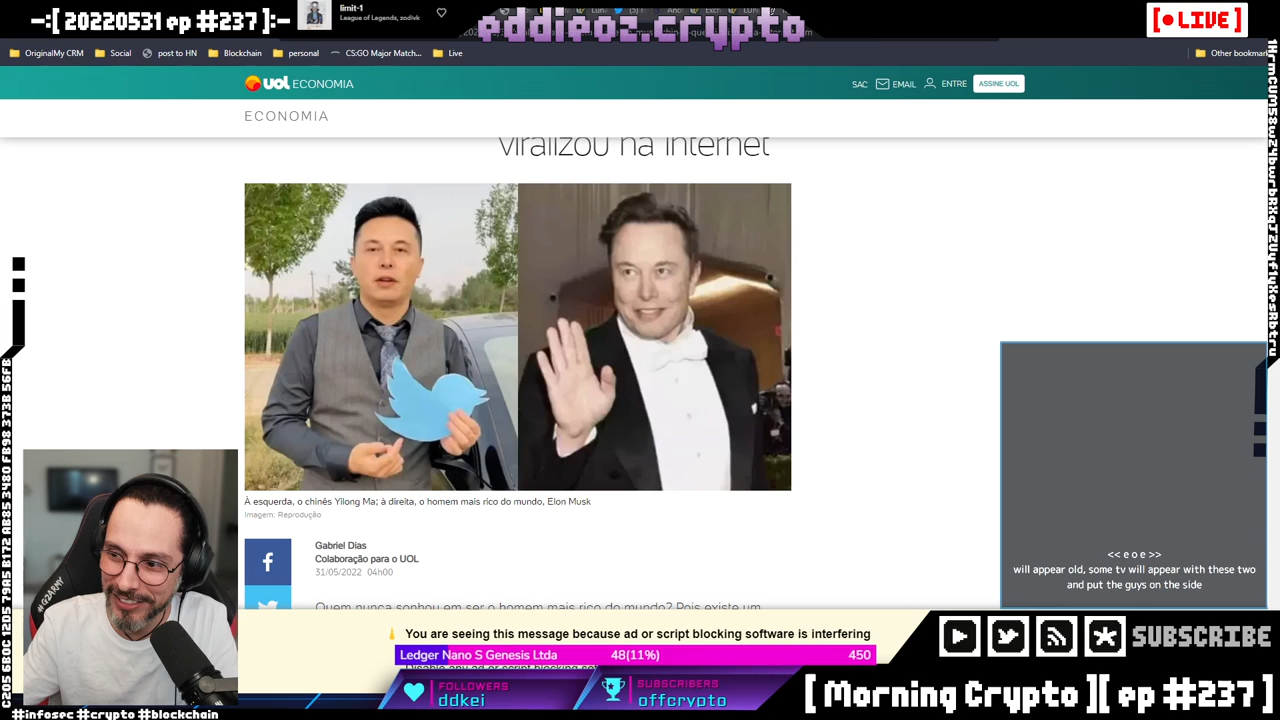 -:[ 20220531 ep #237 ]:-
limit-1
League of Legends, zodivk
eddieoz.crypto
[● LIVE]
OriginalMy CRM
Social
post to HN
Blockchain
personal
CS:GO Major Match...
Live
Other bookmar
uol ECONOMIA
SAC
EMAIL
ENTRE
ASSINE UOL
ECONOMIA
viralizou na internet
À esquerda, o chinês Yilong Ma; à direita, o homem mais rico do mundo, Elon Musk
Imagem: Reprodução
Gabriel Dias
Colaboração para o UOL
31/05/2022 04h00
Quem nunca sonhou em ser o homem mais rico do mundo? Pois existe um
<< e o e >>
will appear old, some tv will appear with these two
and put the guys on the side
You are seeing this message because ad or script blocking software is interfering
Ledger Nano S Genesis Ltda
48(11%)
450
FOLLOWERS
ddkei
SUBSCRIBERS
offcrypto
SUBSCRIBE
[ Morning Crypto ][ ep #237 ]
#infosec #crypto #blockchain